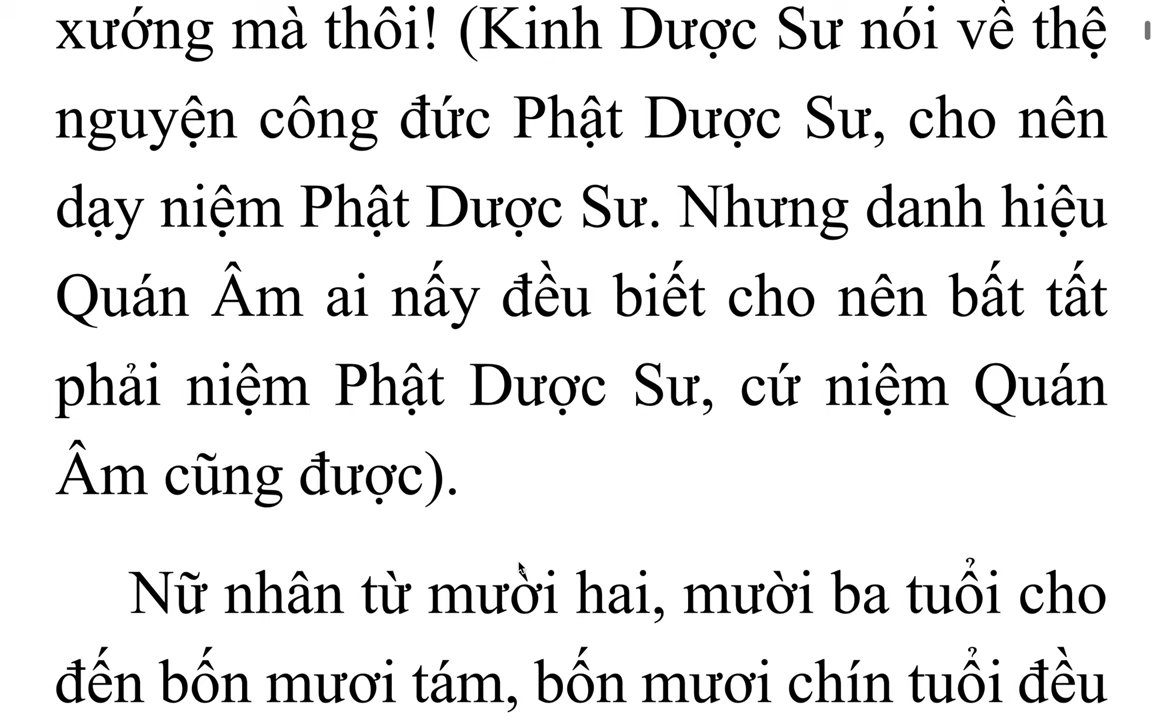 xướng mà thôi! (Kinh Dược Sư nói về thệ
nguyện công đức Phật Dược Sư, cho nên
dạy niệm Phật Dược Sư. Nhưng danh hiệu
Quán Âm ai nấy đều biết cho nên bất tất
phải niệm Phật Dược Sư, cứ niệm Quán
Âm cũng được).
Nữ nhân từ mười hai, mười ba tuổi cho
đến bốn mươi tám, bốn mươi chín tuổi đều